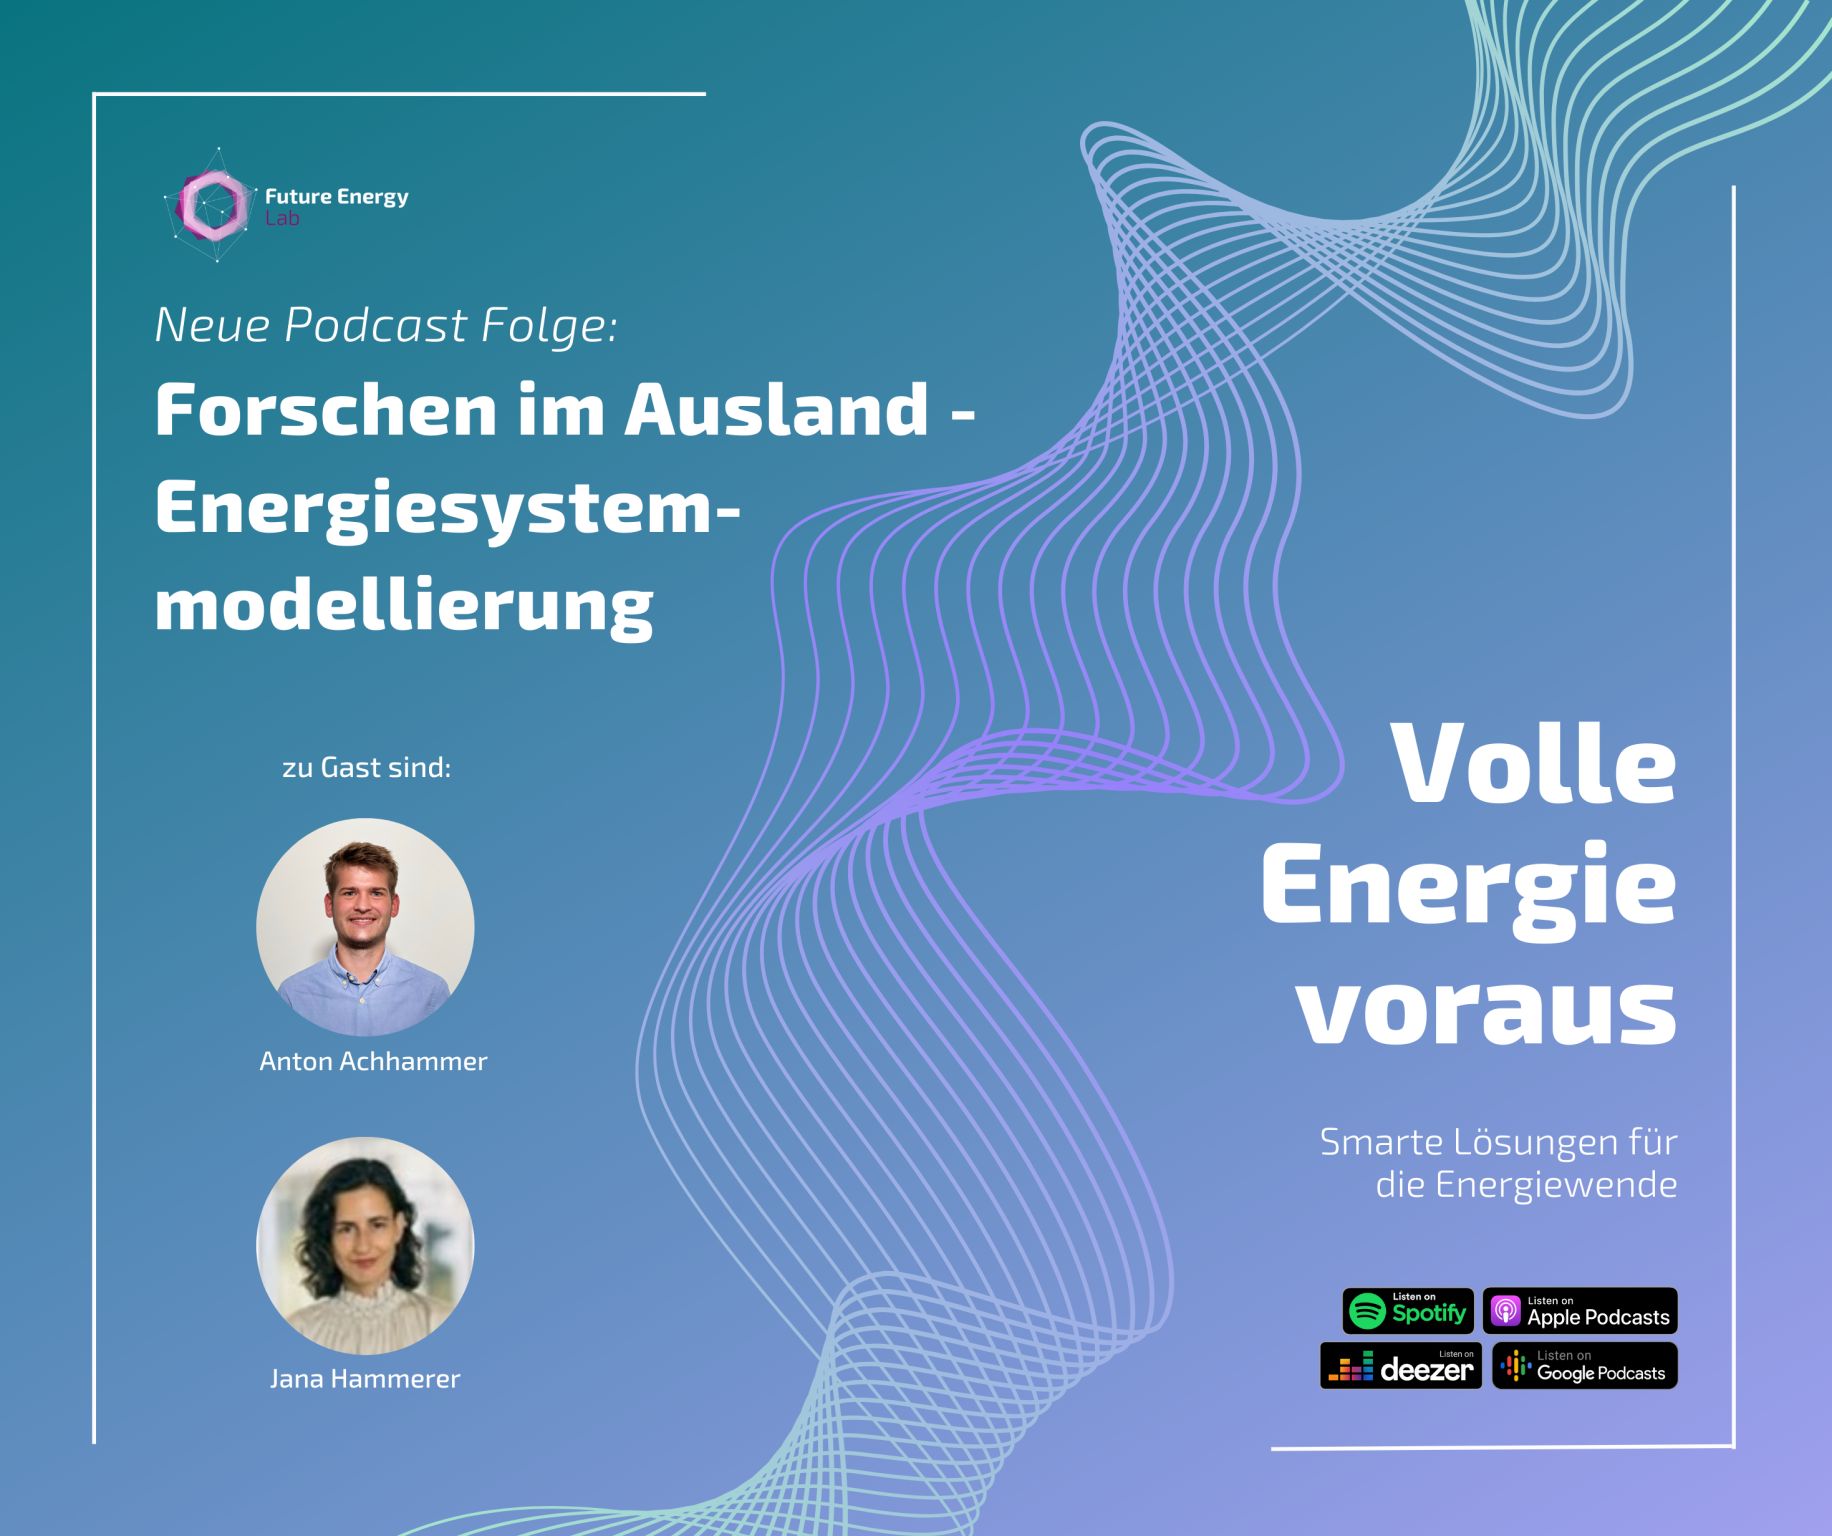 Future Energy
Lab
Neue Podcast Folge:
Forschen im Ausland -
Energiesystem-
modellierung
zu Gast sind:
Anton Achhammer
Jana Hammerer
Volle
Energie
voraus
Smarte Lösungen für
die Energiewende
Listen on
Spotify
Listen on
Apple Podcasts
Listen on
deezer
Listen on
Google Podcasts